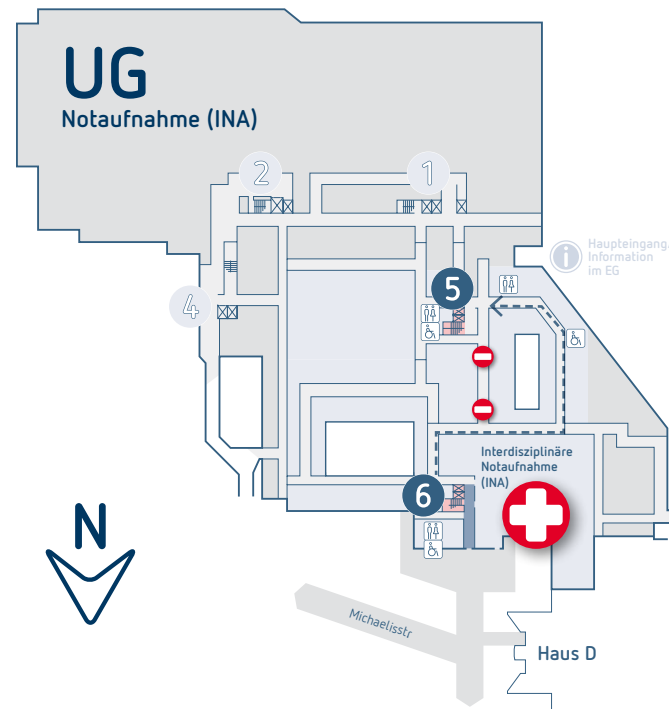 UG
Notaufnahme (INA)
2
1
Haupteingang.
Information
im EG
i
5
4
Interdisziplinäre
Notaufnahme
(INA)
6
N
Michaelisstr
Haus D